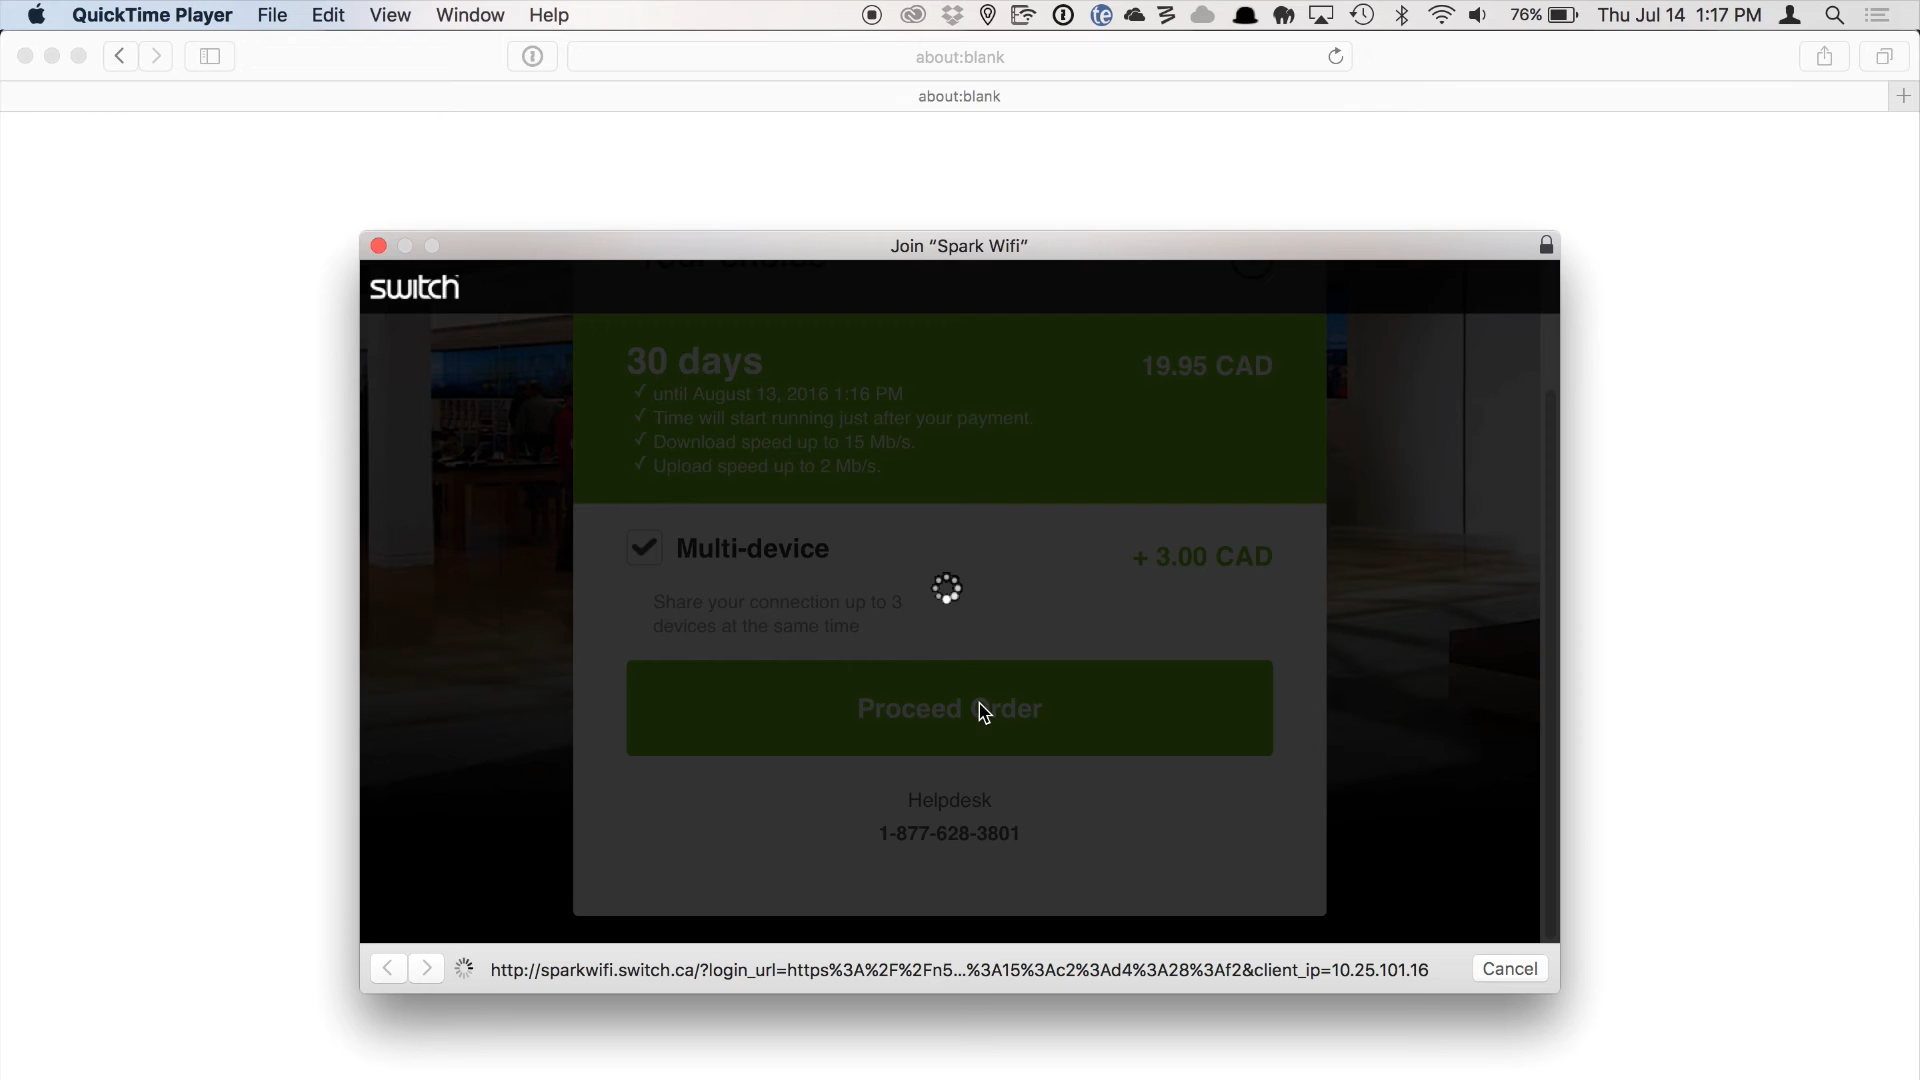 QuickTime Player File Edit View Window Help 76% Thu Jul 14 1:17 PM
about:blank
about:blank
Join “Spark Wifi”
switch
30 days 19.95 CAD
✓ until August 13, 2016 1:16 PM
✓ Time will start running just after your payment.
✓ Download speed up to 15 Mb/s.
✓ Upload speed up to 2 Mb/s.
Multi-device + 3.00 CAD
Share your connection up to 3
devices at the same time
Proceed Order
Helpdesk
1-877-628-3801
http://sparkwifi.switch.ca/?login_url=https%3A%2F%2Fn5...%3A15%3Ac2%3Ad4%3A28%3Af2&client_ip=10.25.101.16 Cancel